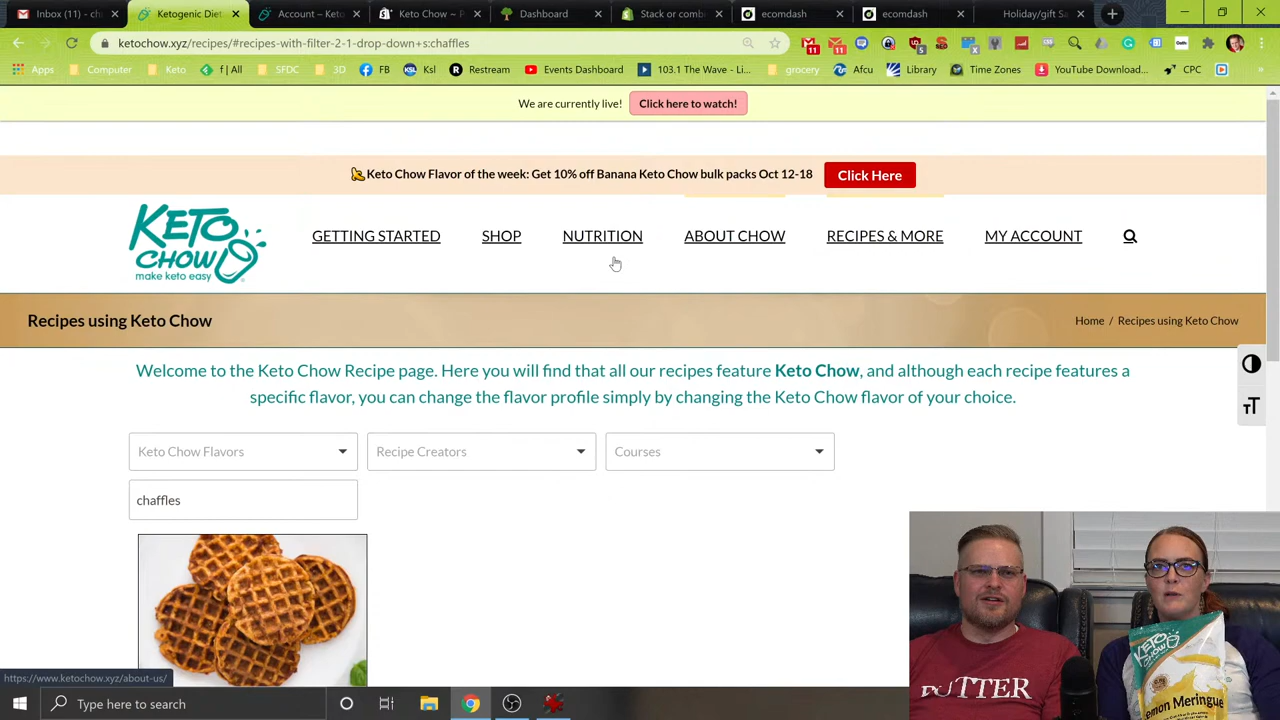 Inbox (11) - ch
Ketogenic Diet
Account – Keto
Keto Chow ~ P
Dashboard
Stack or comb
ecomdash
ecomdash
Holiday/gift Sa
ketochow.xyz/recipes/#recipes-with-filter-2-1-drop-down+s:chaffles
Apps
Computer
Keto
f | All
SFDC
3D
FB
Ksl
Restream
Events Dashboard
103.1 The Wave - Li...
grocery
Afcu
Library
Time Zones
YouTube Download...
CPC
We are currently live! Click here to watch!
Keto Chow Flavor of the week: Get 10% off Banana Keto Chow bulk packs Oct 12-18 Click Here
KETO CHOW
make keto easy
GETTING STARTED
SHOP
NUTRITION
ABOUT CHOW
RECIPES & MORE
MY ACCOUNT
Recipes using Keto Chow
Home / Recipes using Keto Chow
Welcome to the Keto Chow Recipe page. Here you will find that all our recipes feature Keto Chow, and although each recipe features a
specific flavor, you can change the flavor profile simply by changing the Keto Chow flavor of your choice.
Keto Chow Flavors
Recipe Creators
Courses
chaffles
BUTTER
KETO CHOW
Lemon Meringue
https://www.ketochow.xyz/about-us/
Type here to search